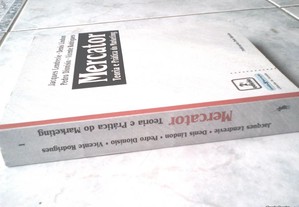 Jacques Lendrevie · Denis Lindon
Pedro Dionísio · Vicente Rodrigues
Mercator
Teoria e Prática do Marketing
Jacques Lendrevie • Denis Lindon • Pedro Dionísio • Vicente Rodrigues
Mercator Teoria e Prática do Marketing